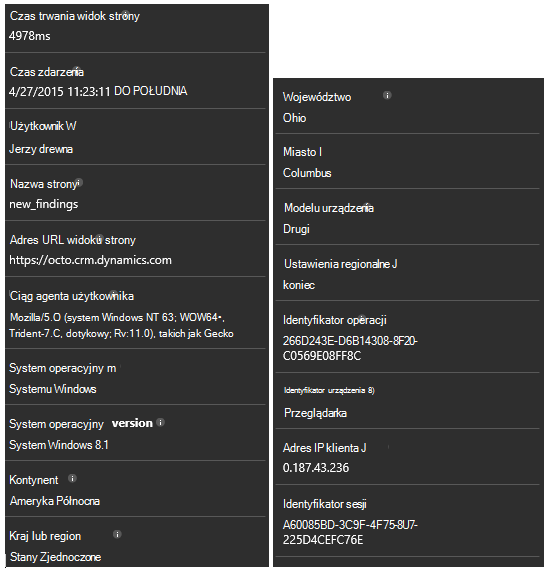 Czas trwania widok strony
4978ms
Czas zdarzenia
4/27/2015 11:23:11 DO POŁUDNIA
Użytkownik W
Jerzy drewna
Nazwa strony
new_findings
Adres URL widoku strony
https://octo.crm.dynamics.com
Ciąg agenta użytkownika
Mozilla/5.O (system Windows NT 63; WOW64•,
Trident-7.C, dotykowy; Rv:11.0), takich jak Gecko
System operacyjny m
Systemu Windows
System operacyjny version
System Windows 8.1
Kontynent
Ameryka Północna
Kraj lub region
Stany Zjednoczone
Województwo
Ohio
Miasto I
Columbus
Modelu urządzenia
Drugi
Ustawienia regionalne J
koniec
Identyfikator operacji
266D243E-D6B14308-8F20-
C0569E08FF8C
Identyfikator urządzenia 8)
Przeglądarka
Adres IP klienta J
0.187.43.236
Identyfikator sesji
A60085BD-3C9F-4F75-8U7-
225D4CEFC76E